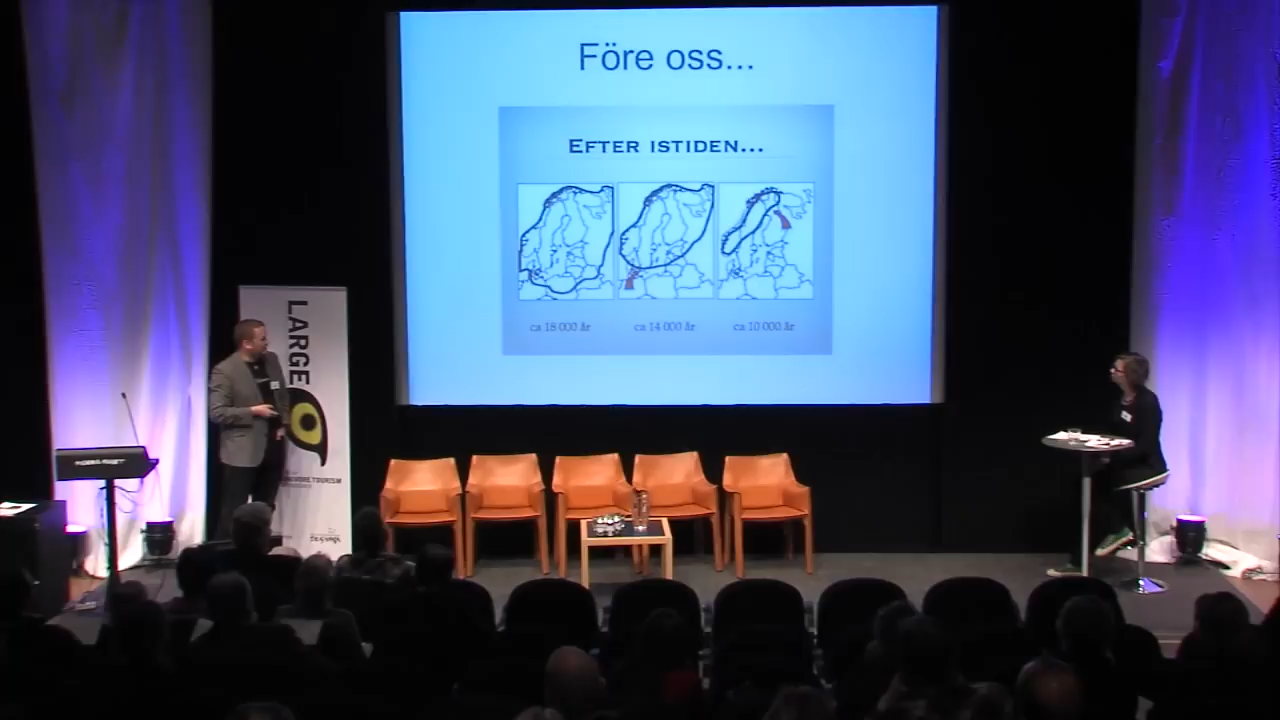 Före oss...
EFTER ISTIDEN...
ca 18 000 år
ca 14 000 år
ca 10 000 år
LARGE